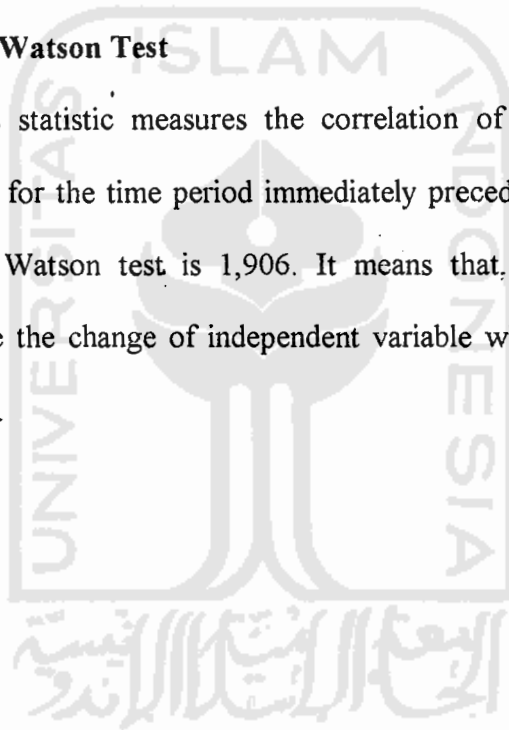 Watson Test
statistic measures the correlation of
for the time period immediately preced
Watson test is 1,906. It means that.
the change of independent variable w
ISLAM
UNIVERSITAS
INDONESIA